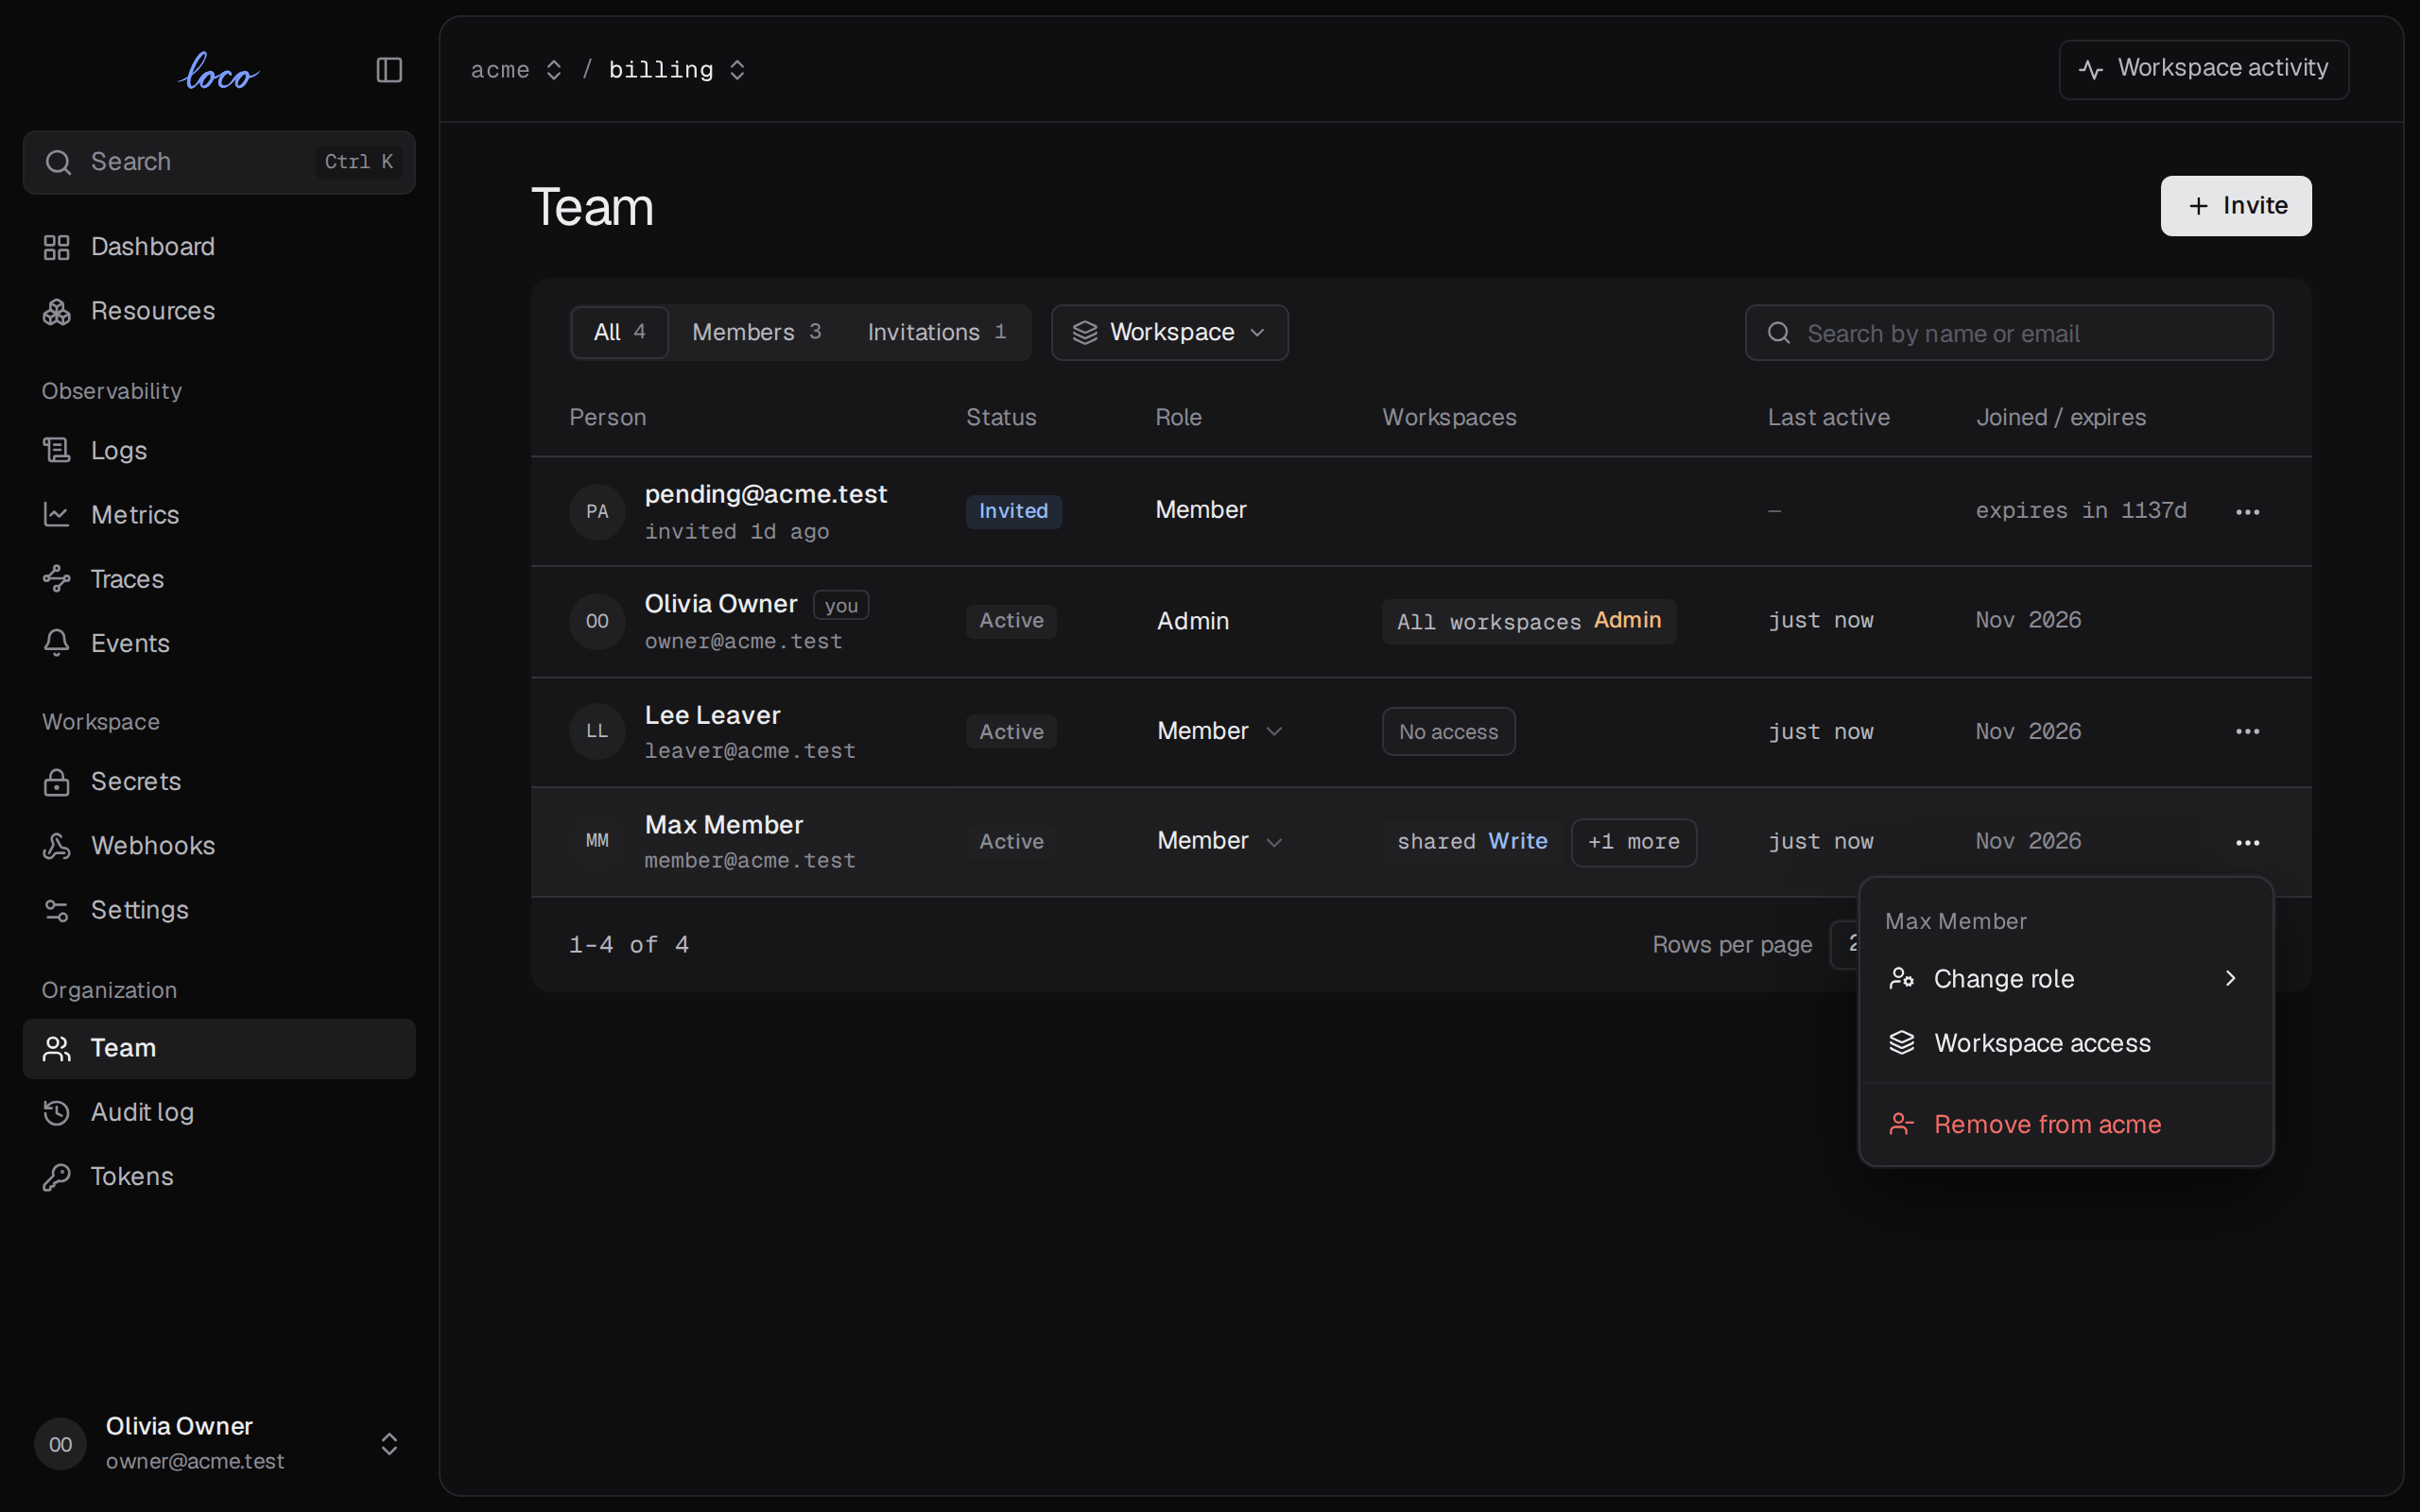 loco
acme / billing
Workspace activity
Search Ctrl K
Dashboard
Resources
Observability
Logs
Metrics
Traces
Events
Workspace
Secrets
Webhooks
Settings
Organization
Team
Audit log
Tokens
Olivia Owner
OO
owner@acme.test
Team
+ Invite
All 4 Members 3 Invitations 1 Workspace
Search by name or email
Person Status Role Workspaces Last active Joined / expires
PA pending@acme.test Invited Member – expires in 1137d
invited 1d ago
OO Olivia Owner you Active Admin All workspaces Admin just now Nov 2026
owner@acme.test
LL Lee Leaver Active Member No access just now Nov 2026
leaver@acme.test
MM Max Member Active Member shared Write +1 more just now Nov 2026
member@acme.test
1–4 of 4 Rows per page
Max Member
Change role
Workspace access
Remove from acme